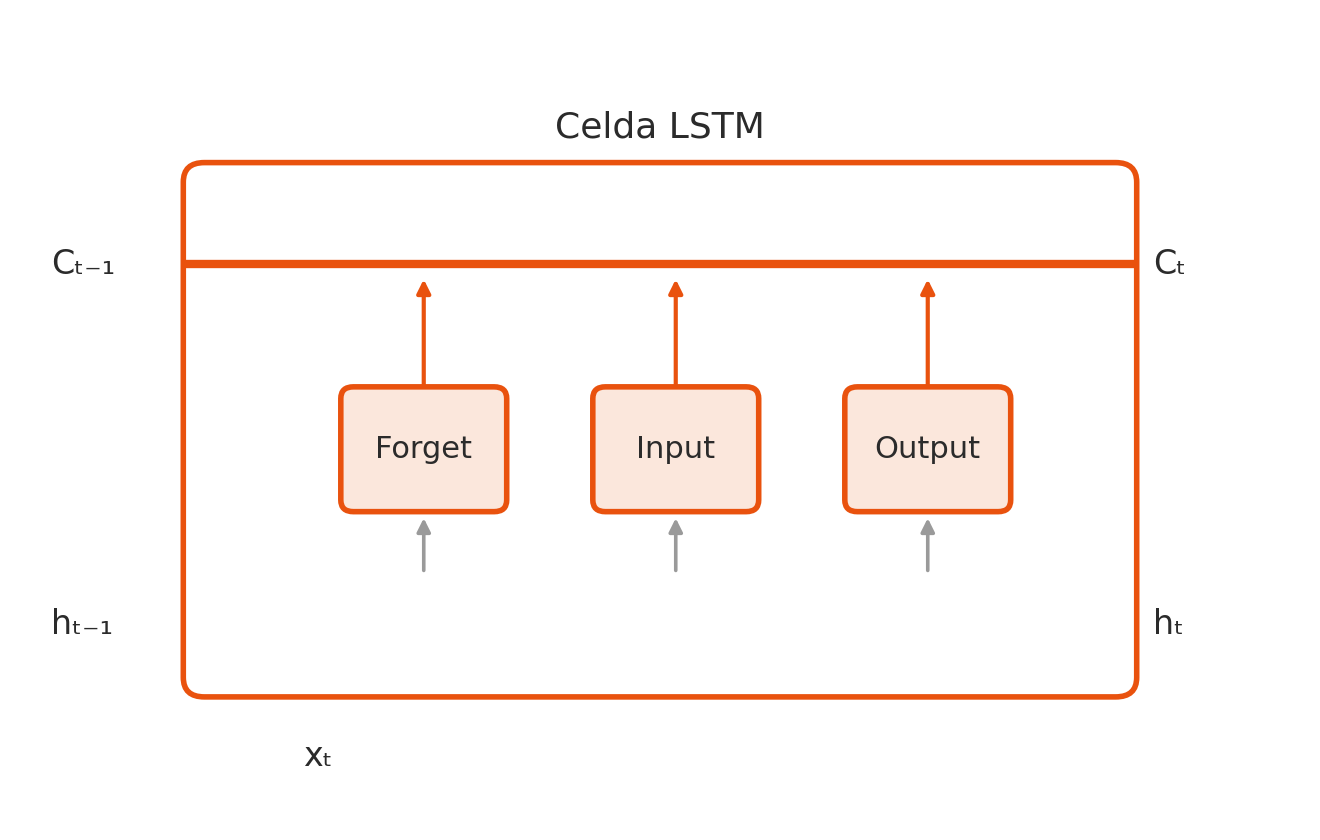 Celda LSTM
Cₜ₋₁
Cₜ
Forget
Input
Output
hₜ₋₁
hₜ
xₜ